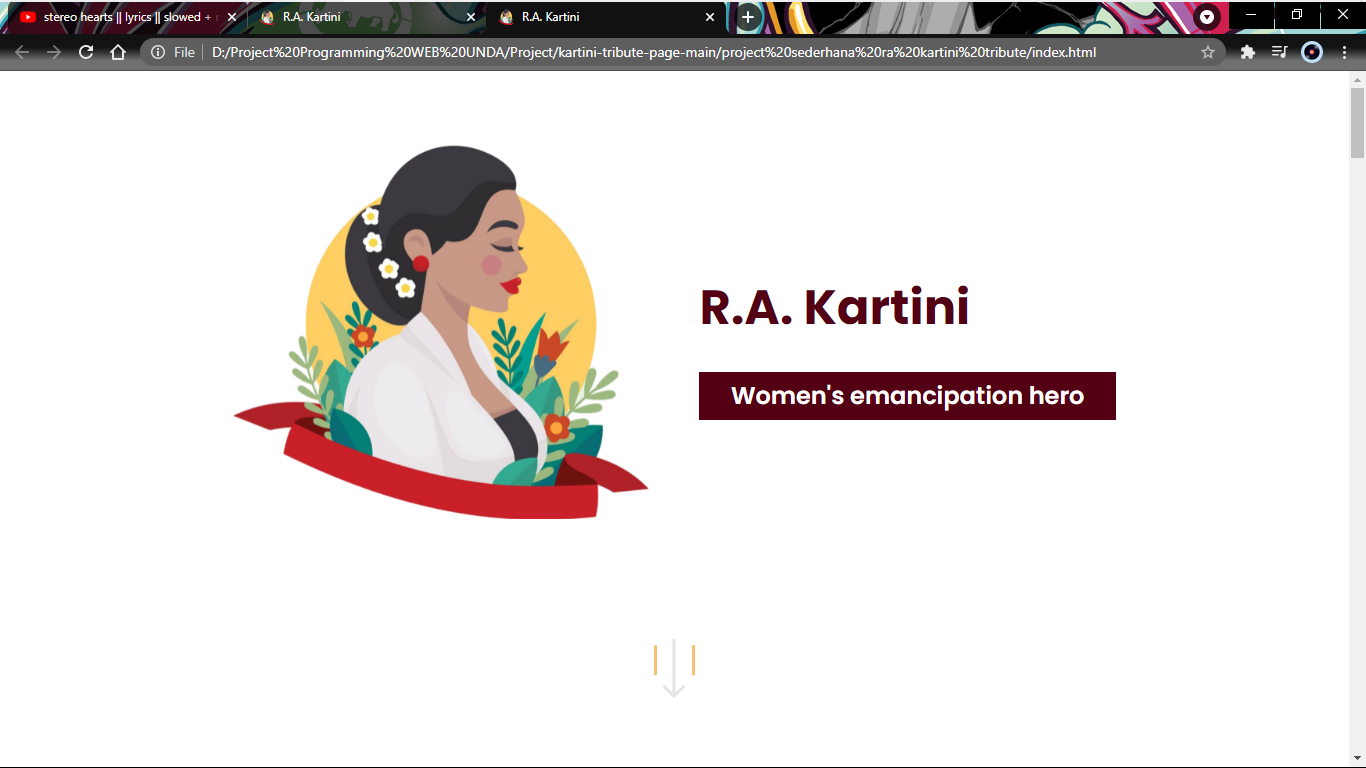 stereo hearts || lyrics || slowed +
R.A. Kartini
R.A. Kartini
File
D:/Project%20Programming%20WEB%20UNDA/Project/kartini-tribute-page-main/project%20sederhana%20ra%20kartini%20tribute/index.html
R.A. Kartini
Women's emancipation hero